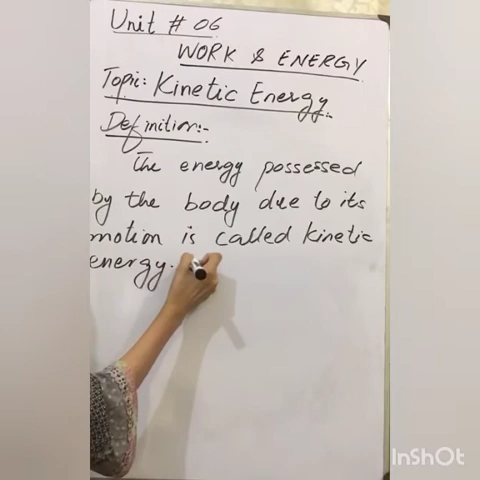 Unit # 06
WORK & ENERGY
Topic: Kinetic Energy.
Definition:-
The energy possessed
by the body due to its
motion is called kinetic
energy.
InShOt